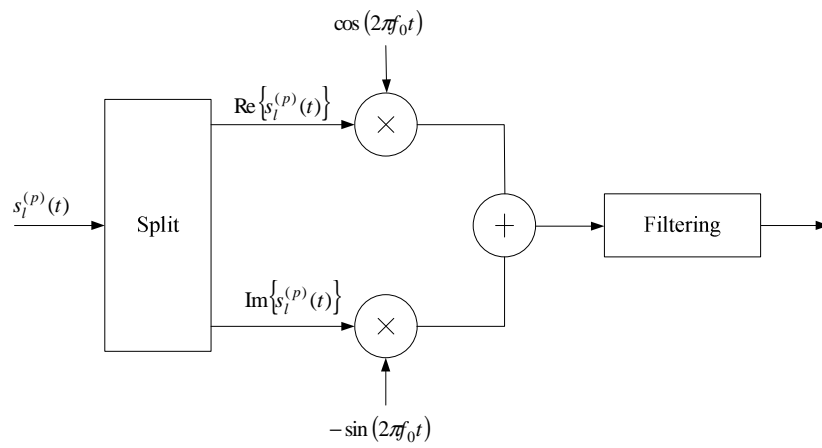 cos(2πf₀t)
Re{s_l^(p)(t)}
×
s_l^(p)(t)
Split
+
Filtering
Im{s_l^(p)(t)}
×
−sin(2πf₀t)